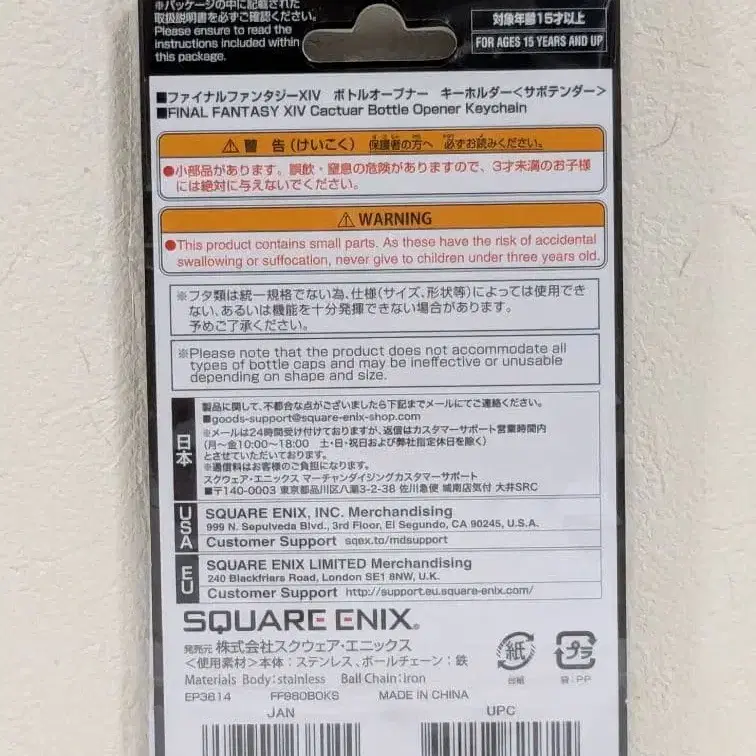 ※パッケージの中に記載された
取扱説明書を必ずご確認ください。
Please ensure to read the
instructions included within
this package.
対象年齢15才以上
FOR AGES 15 YEARS AND UP
■ファイナルファンタジーXIV ボトルオープナー キーホルダー<サボテンダー>
■FINAL FANTASY XIV Cactuar Bottle Opener Keychain
⚠警 告(けいこく) 保護者の方へ 必ずお読みください。
●小部品があります。誤飲・窒息の危険がありますので、3才未満のお子様
には絶対に与えないでください。
⚠WARNING
●This product contains small parts. As these have the risk of accidental
swallowing or suffocation, never give to children under three years old.
※フタ類は統一規格でない為、仕様(サイズ、形状等)によっては使用でき
ない、あるいは機能を十分発揮できない場合があります。
予めご了承ください。
※Please note that the product does not accommodate all
types of bottle caps and may be ineffective or unusable
depending on shape and size.
日本
製品に関して、不都合な点がございましたら下記までメールにてご連絡ください。
■goods-support@square-enix-shop.com
※メールは24時間受け付けておりますが、返信はカスタマーサポート営業時間内
(月~金10:00~18:00 土・日・祝日および弊社指定休日を除く)
とさせていただいております。
※通信料はお客様のご負担になります。
スクウェア・エニックス マーチャンダイジングカスタマーサポート
■〒140-0003 東京都品川区八潮3-2-38 佐川急便 城南店気付 大井SRC
USA
SQUARE ENIX, INC. Merchandising
999 N. Sepulveda Blvd., 3rd Floor, El Segundo, CA 90245, U.S.A.
Customer Support sqex.to/mdsupport
EU
SQUARE ENIX LIMITED Merchandising
240 Blackfriars Road, London SE1 8NW, U.K.
Customer Support http://support.eu.square-enix.com/
SQUARE ENIX®
発売元 株式会社スクウェア・エニックス
<使用素材>本体:ステンレス、ボールチェーン:鉄
Materials Body:stainless Ball Chain:iron
紙
台紙
プラ
袋:PP
EP3614 FF980B0KS MADE IN CHINA
JAN UPC